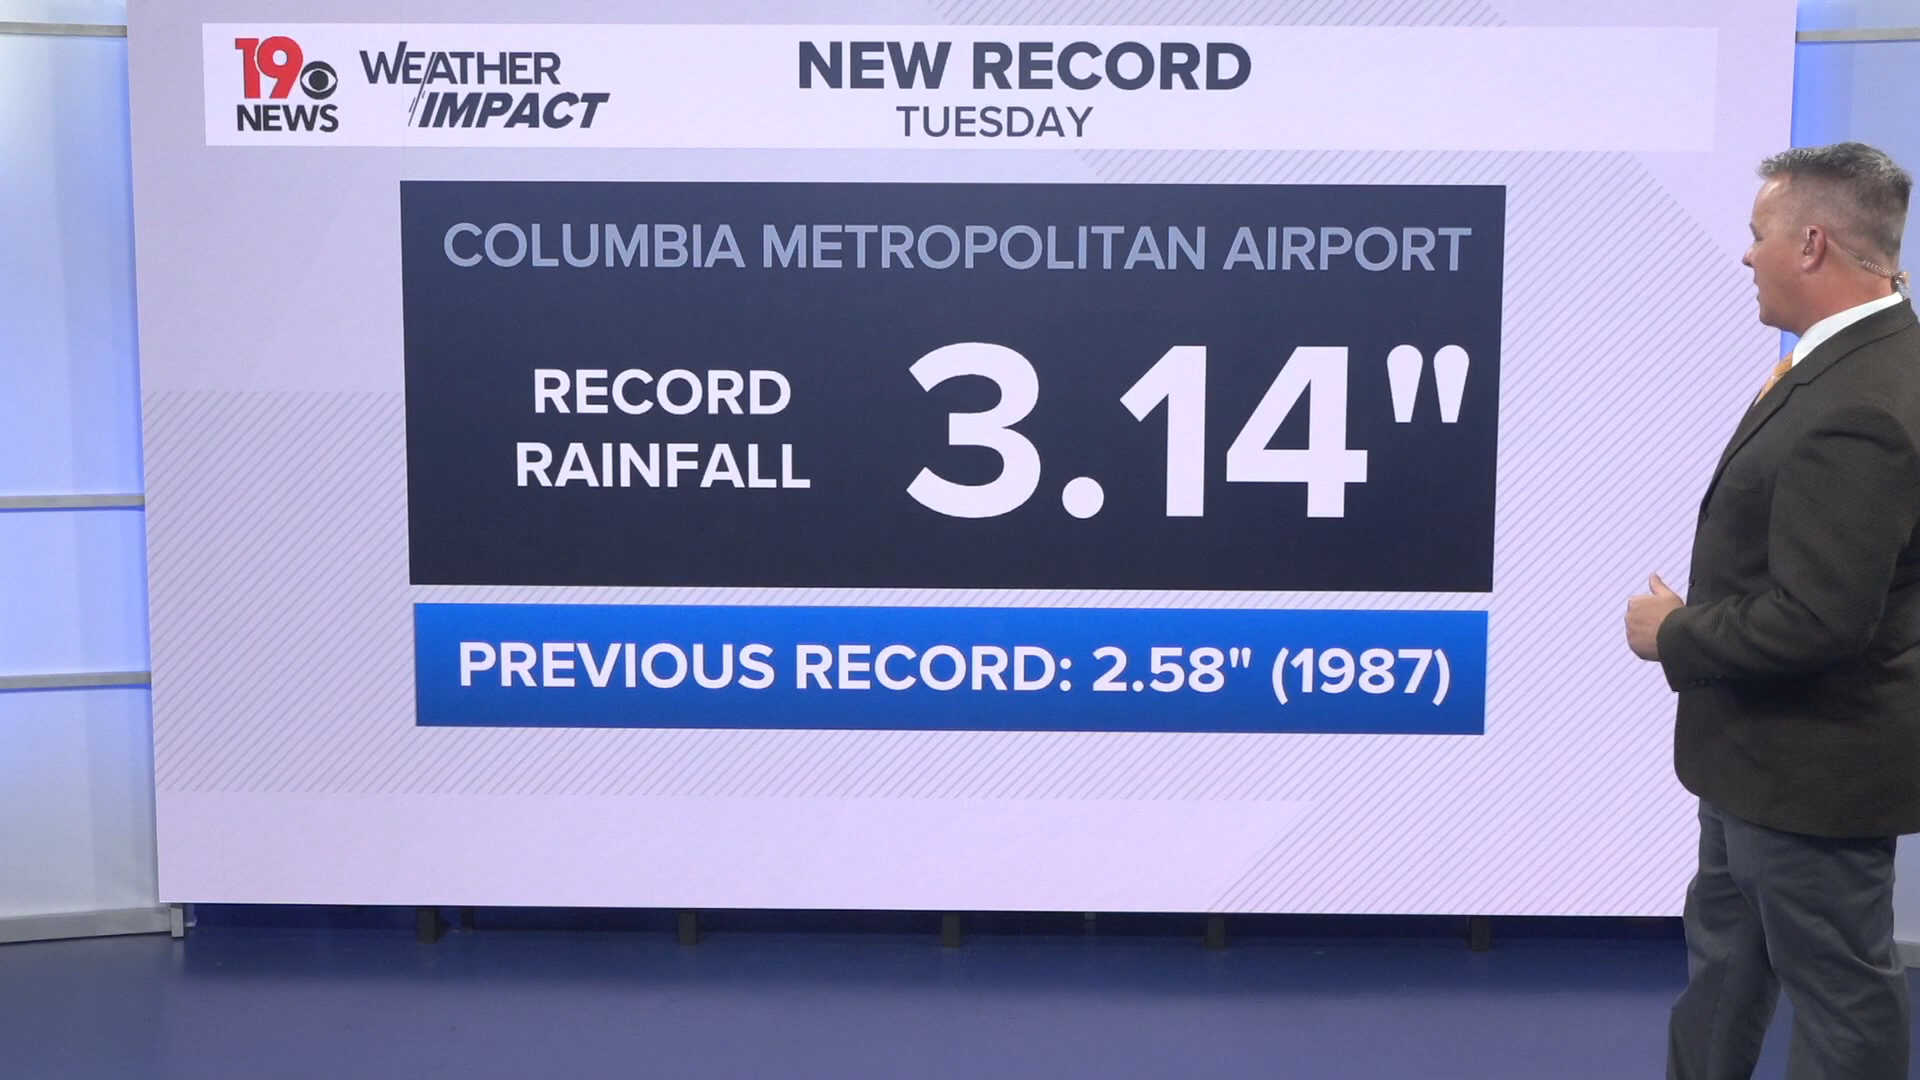 19
NEWS
WEATHER
IMPACT
NEW RECORD
TUESDAY
COLUMBIA METROPOLITAN AIRPORT
RECORD
RAINFALL
3.14"
PREVIOUS RECORD: 2.58" (1987)